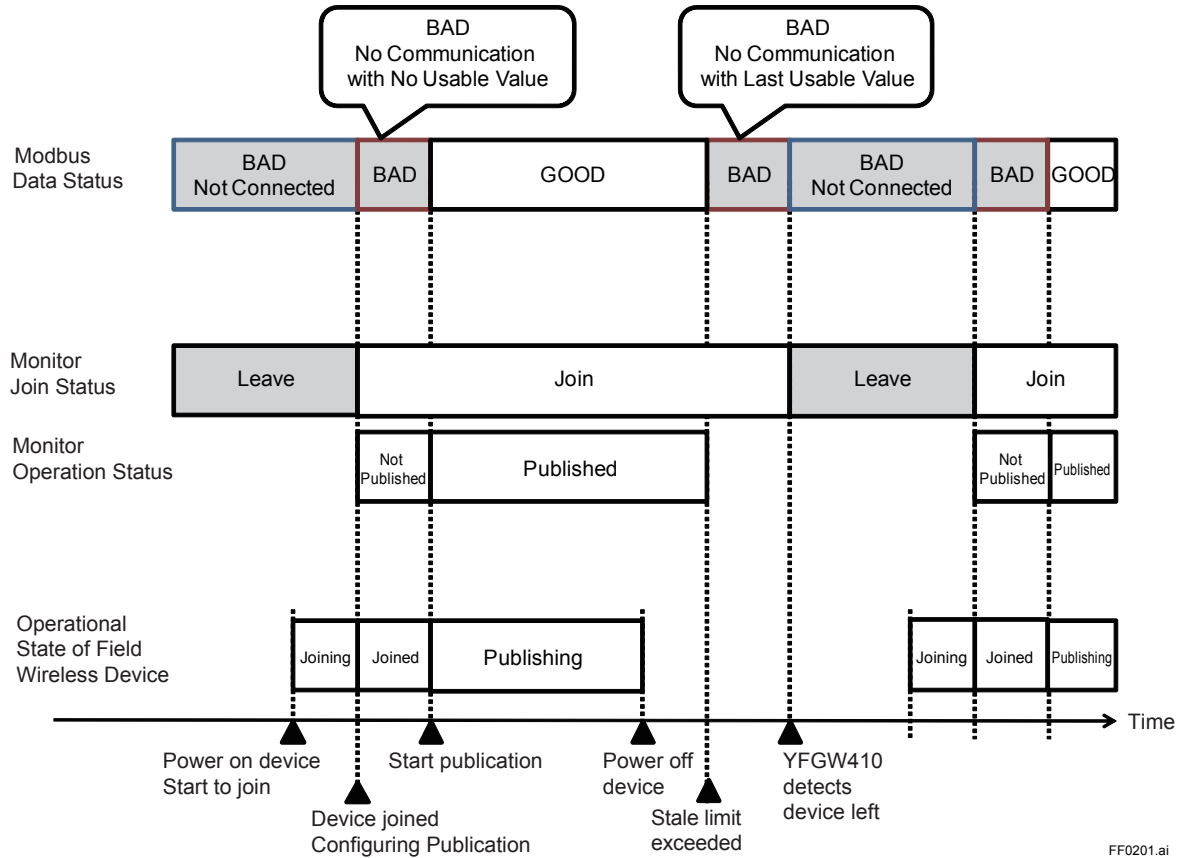 BAD
No Communication
with No Usable Value
BAD
No Communication
with Last Usable Value
Modbus
Data Status
BAD
Not Connected
BAD
GOOD
BAD
BAD
Not Connected
BAD
GOOD
Monitor
Join Status
Leave
Join
Leave
Join
Monitor
Operation Status
Not
Published
Published
Not
Published
Published
Operational
State of Field
Wireless Device
Joining
Joined
Publishing
Joining
Joined
Publishing
Time
Power on device
Start to join
Start publication
Power off
device
YFGW410
detects
device left
Device joined
Configuring Publication
Stale limit
exceeded
FF0201.ai